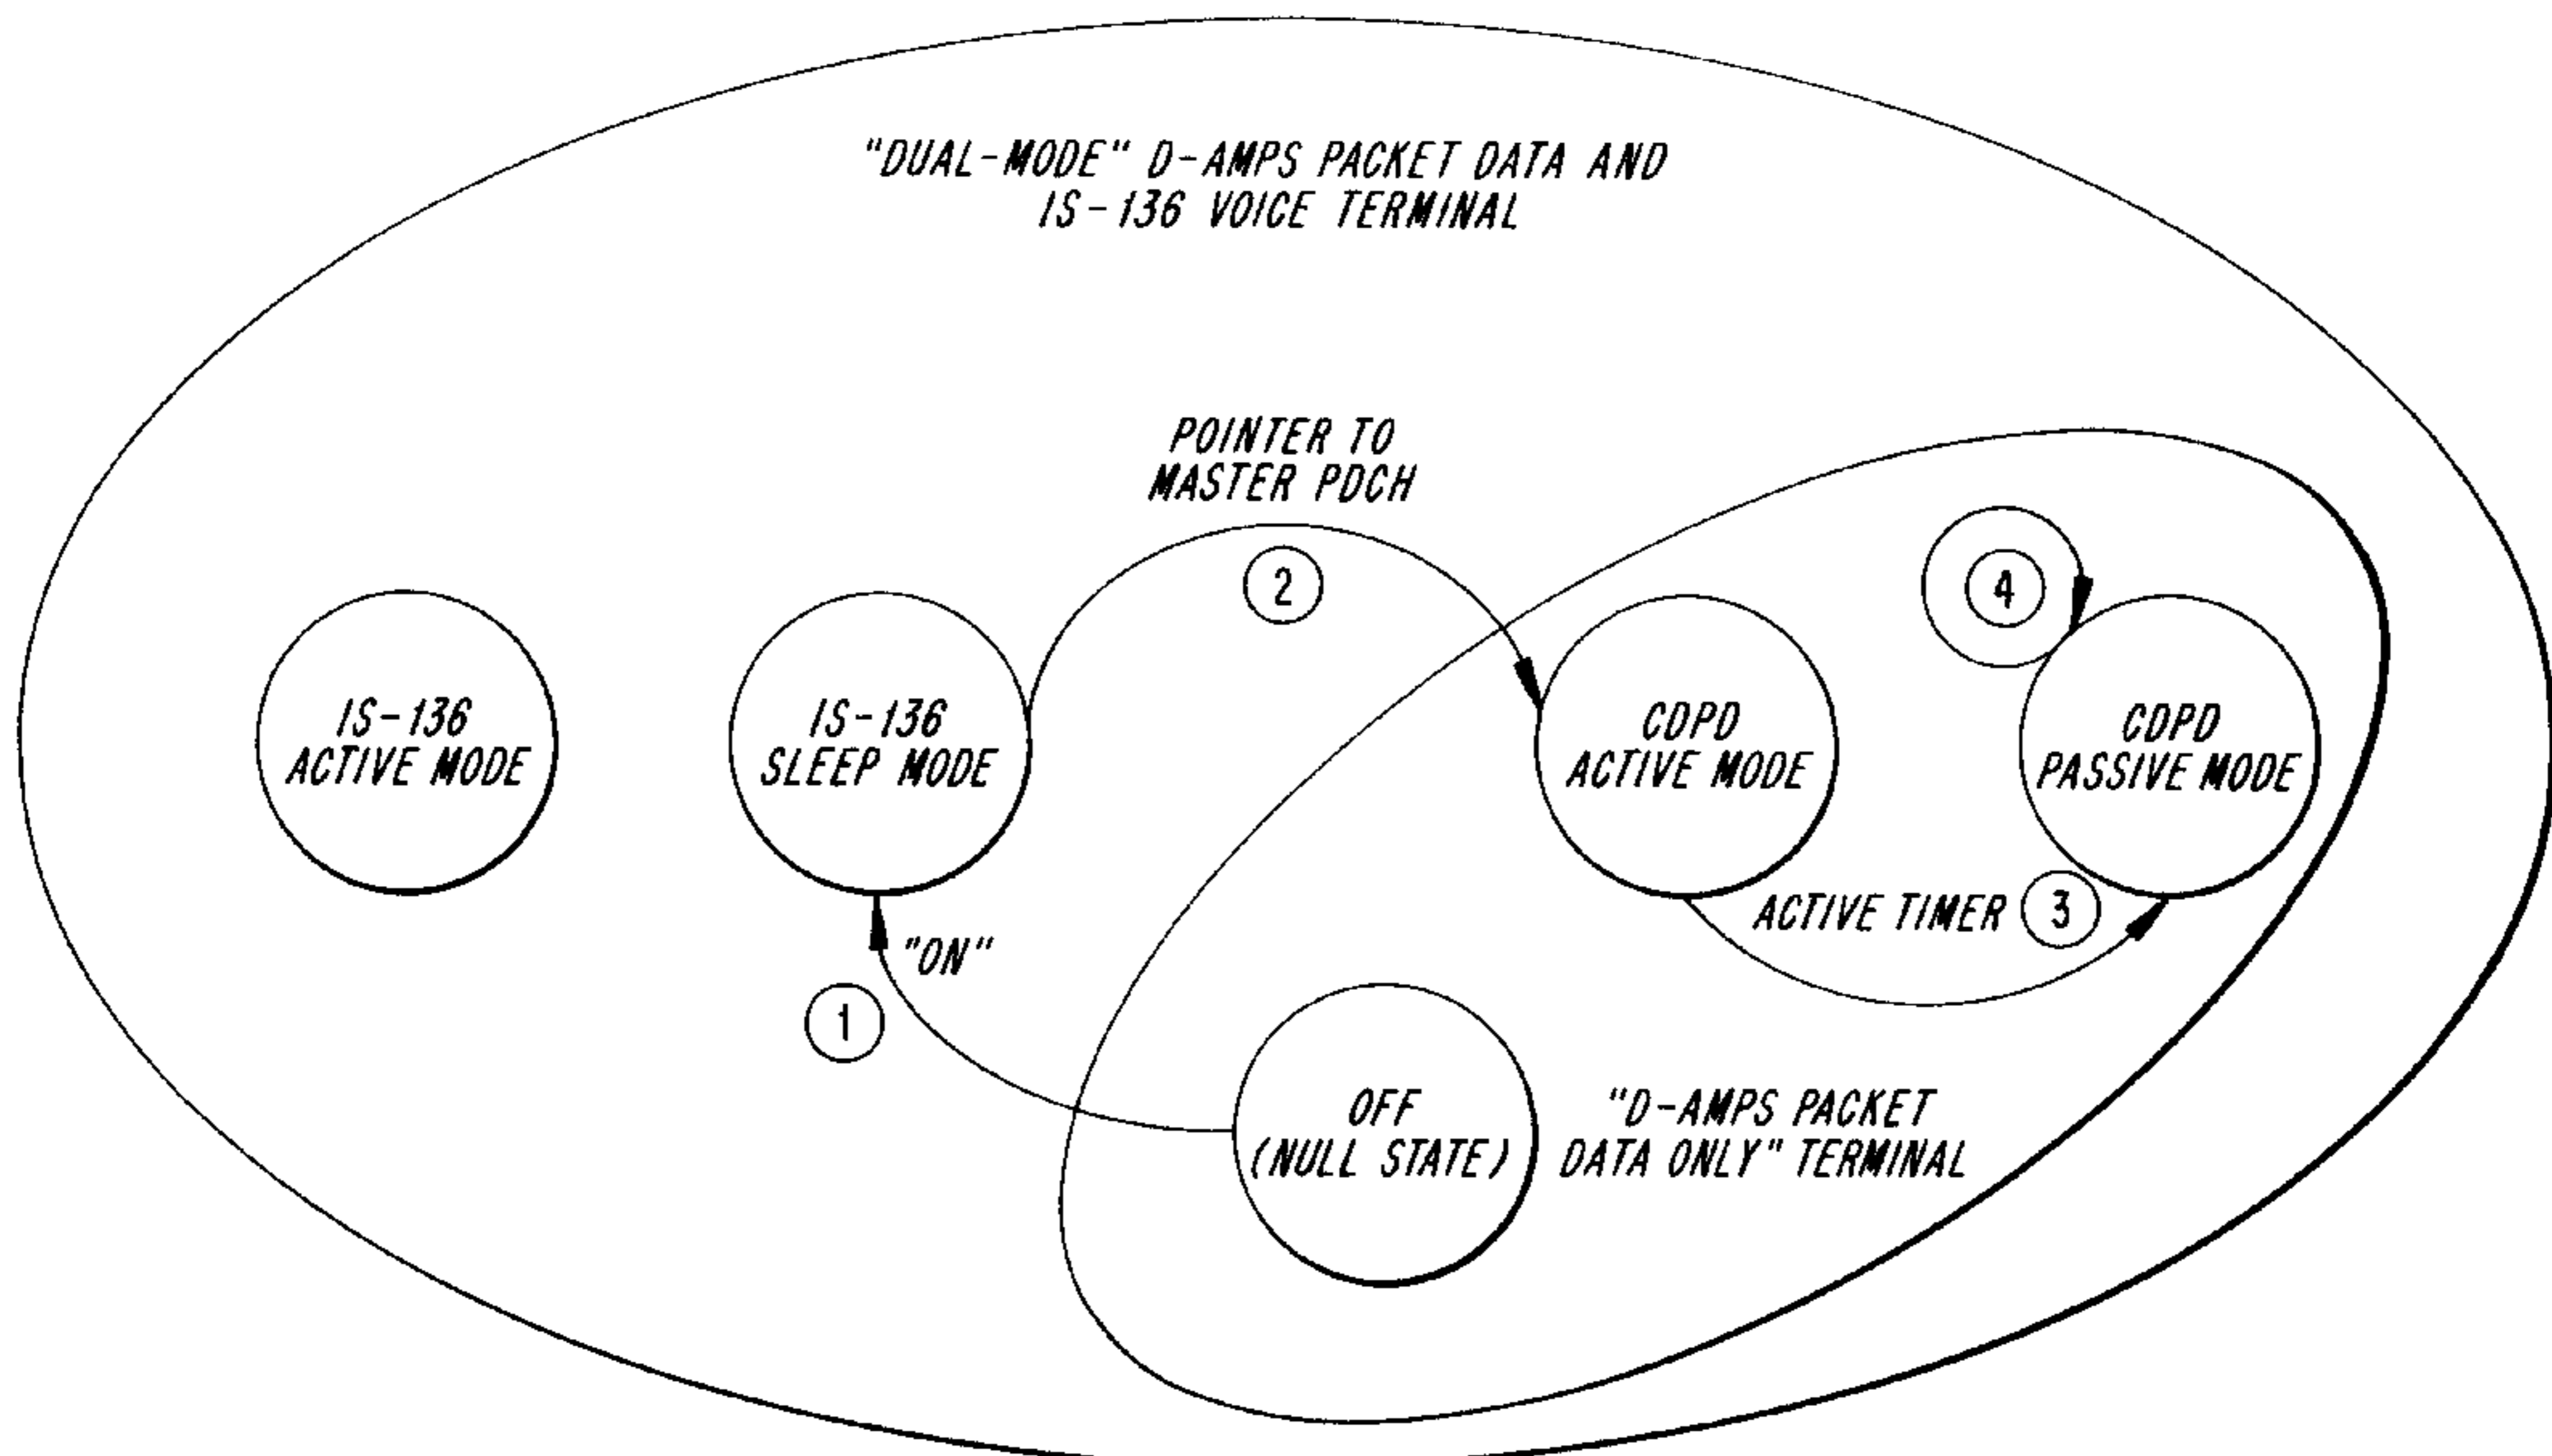 "DUAL-MODE" D-AMPS PACKET DATA AND
IS-136 VOICE TERMINAL
POINTER TO
MASTER PDCH
2
4
IS-136
ACTIVE MODE
IS-136
SLEEP MODE
CDPD
ACTIVE MODE
CDPD
PASSIVE MODE
ACTIVE TIMER 3
"ON"
1
OFF
(NULL STATE)
"D-AMPS PACKET
DATA ONLY" TERMINAL